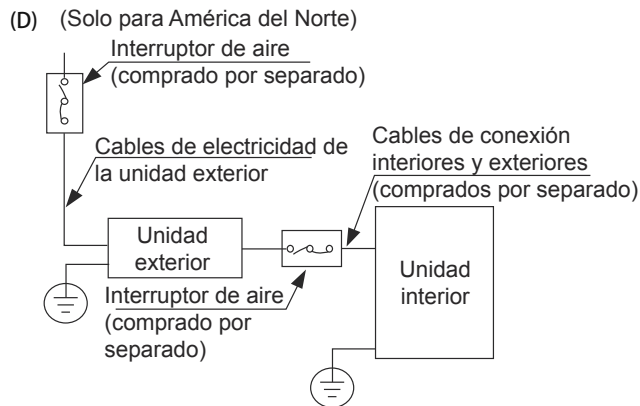 (D) (Solo para América del Norte)
Interruptor de aire
(comprado por separado)
Cables de electricidad de
la unidad exterior
Cables de conexión
interiores y exteriores
(comprados por separado)
Unidad
exterior
Interruptor de aire
(comprado por
separado)
Unidad
interior